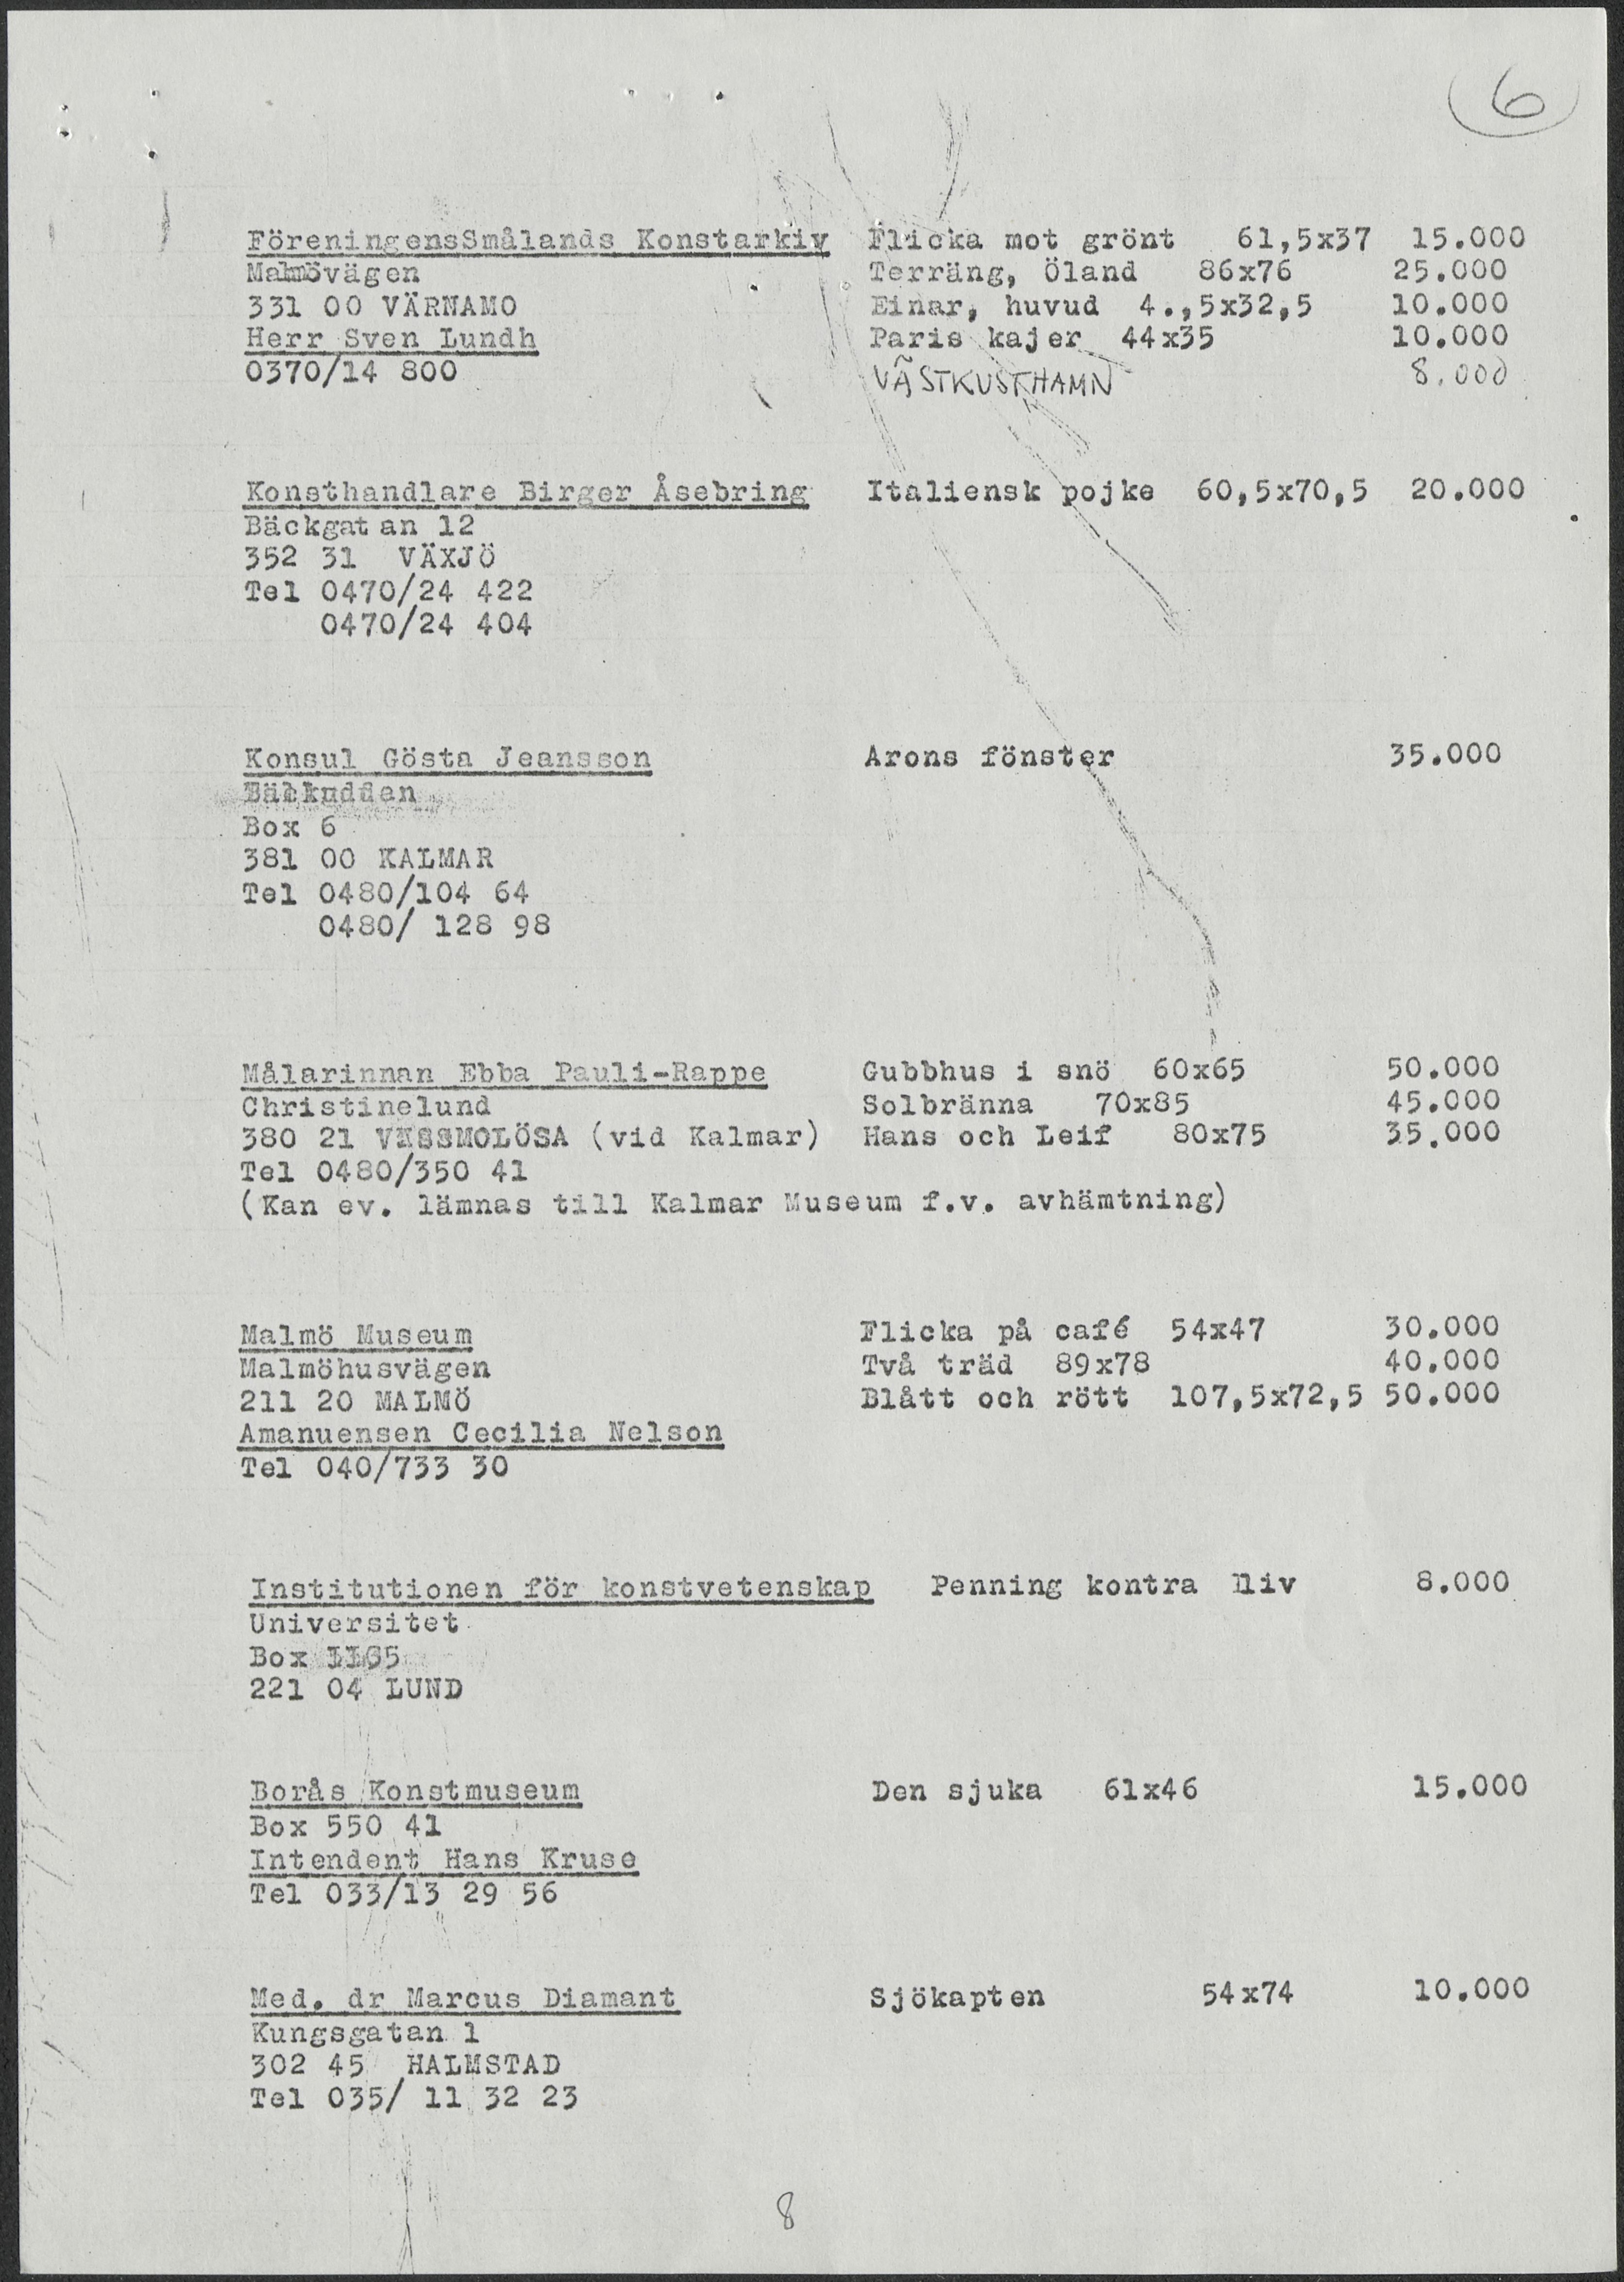 6
FöreningensSmålands Konstarkiv Flicka mot grönt 61,5x37 15.000
Malmövägen Terräng, Öland 86x76 25.000
331 00 VÄRNAMO Einar, huvud 4.,5x32,5 10.000
Herr Sven Lundh Paris kajer 44x35 10.000
0370/14 800 VÄSTKUSTHAMN 8.000
Konsthandlare Birger Åsebring Italiensk pojke 60,5x70,5 20.000
Bäckgatan 12
352 31 VÄXJÖ
Tel 0470/24 422
0470/24 404
Konsul Gösta Jeansson Arons fönster 35.000
Box 6
381 00 KALMAR
Tel 0480/104 64
0480/ 128 98
Målarinnan Ebba Pauli-Rappe Gubbhus i snö 60x65 50.000
Christinelund Solbränna 70x85 45.000
380 21 VASSMOLÖSA (vid Kalmar) Hans och Leif 80x75 35.000
Tel 0480/350 41
(Kan ev. lämnas till Kalmar Museum f.v. avhämtning)
Malmö Museum Flicka på café 54x47 30.000
Malmöhusvägen Två träd 89x78 40.000
211 20 MALMÖ Blått och rött 107,5x72,5 50.000
Amanuensen Cecilia Nelson
Tel 040/733 30
Institutionen för konstvetenskap Penning kontra liv 8.000
Universitet
Box 1135
221 04 LUND
Borås Konstmuseum Den sjuka 61x46 15.000
Box 550 41
Intendent Hans Kruse
Tel 033/13 29 56
Med. dr Marcus Diamant Sjökapten 54x74 10.000
Kungsgatan 1
302 45 HALMSTAD
Tel 035/ 11 32 23
8